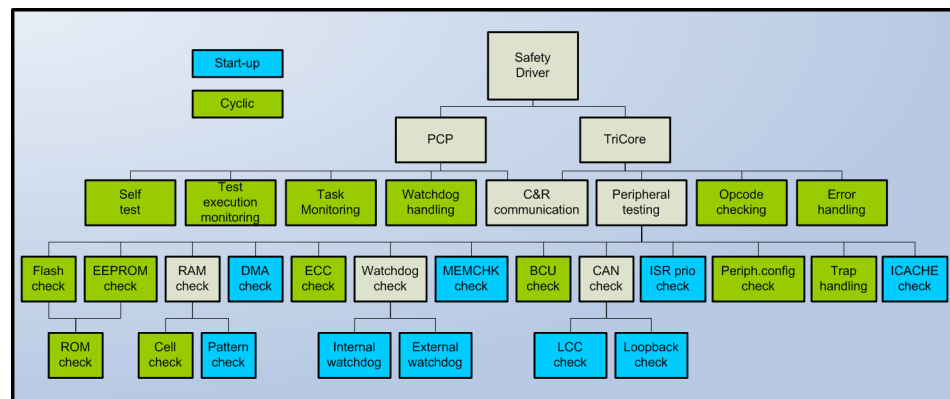 Safety
Driver
Start-up
Cyclic
PCP
TriCore
Self
test
Test
execution
monitoring
Task
Monitoring
Watchdog
handling
C&R
communication
Peripheral
testing
Opcode
checking
Error
handling
Flash
check
EEPROM
check
RAM
check
DMA
check
ECC
check
Watchdog
check
MEMCHK
check
BCU
check
CAN
check
ISR prio
check
Periph.config
check
Trap
handling
ICACHE
check
ROM
check
Cell
check
Pattern
check
Internal
watchdog
External
watchdog
LCC
check
Loopback
check